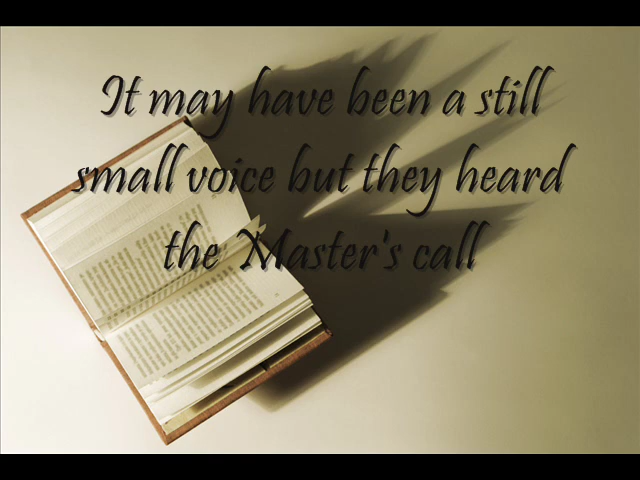 It may have been a still
small voice but they heard
the Master's call